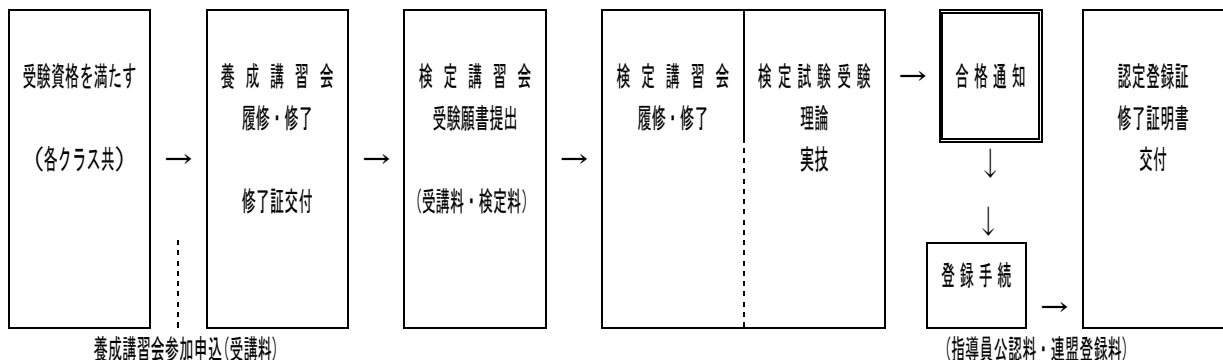 受験資格を満たす
(各クラス共)
→
養成講習会
履修・修了
修了証交付
→
検定講習会
受験願書提出
(受講料・検定料)
→
検定講習会
履修・修了
検定試験受験
理論
実技
→
合格通知
↓
↓
登録手続
→
認定登録証
修了証明書
交付
養成講習会参加申込(受講料)
(指導員公認料・連盟登録料)